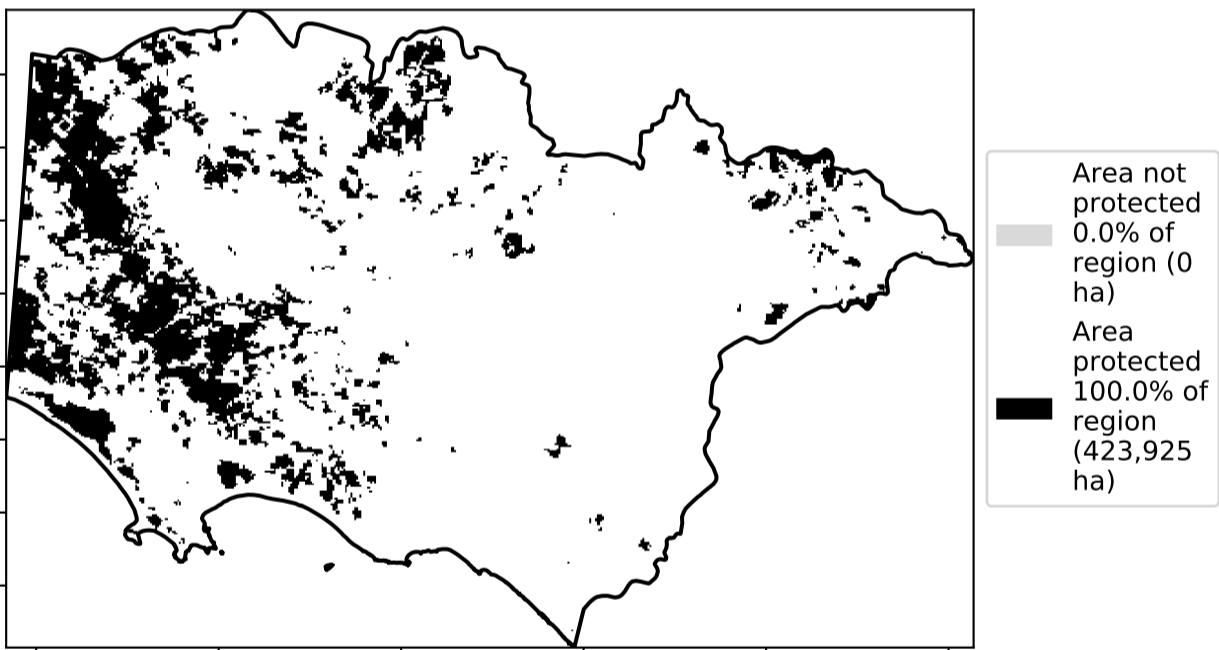 Area not
protected
0.0% of
region (0
ha)
Area
protected
100.0% of
region
(423,925
ha)